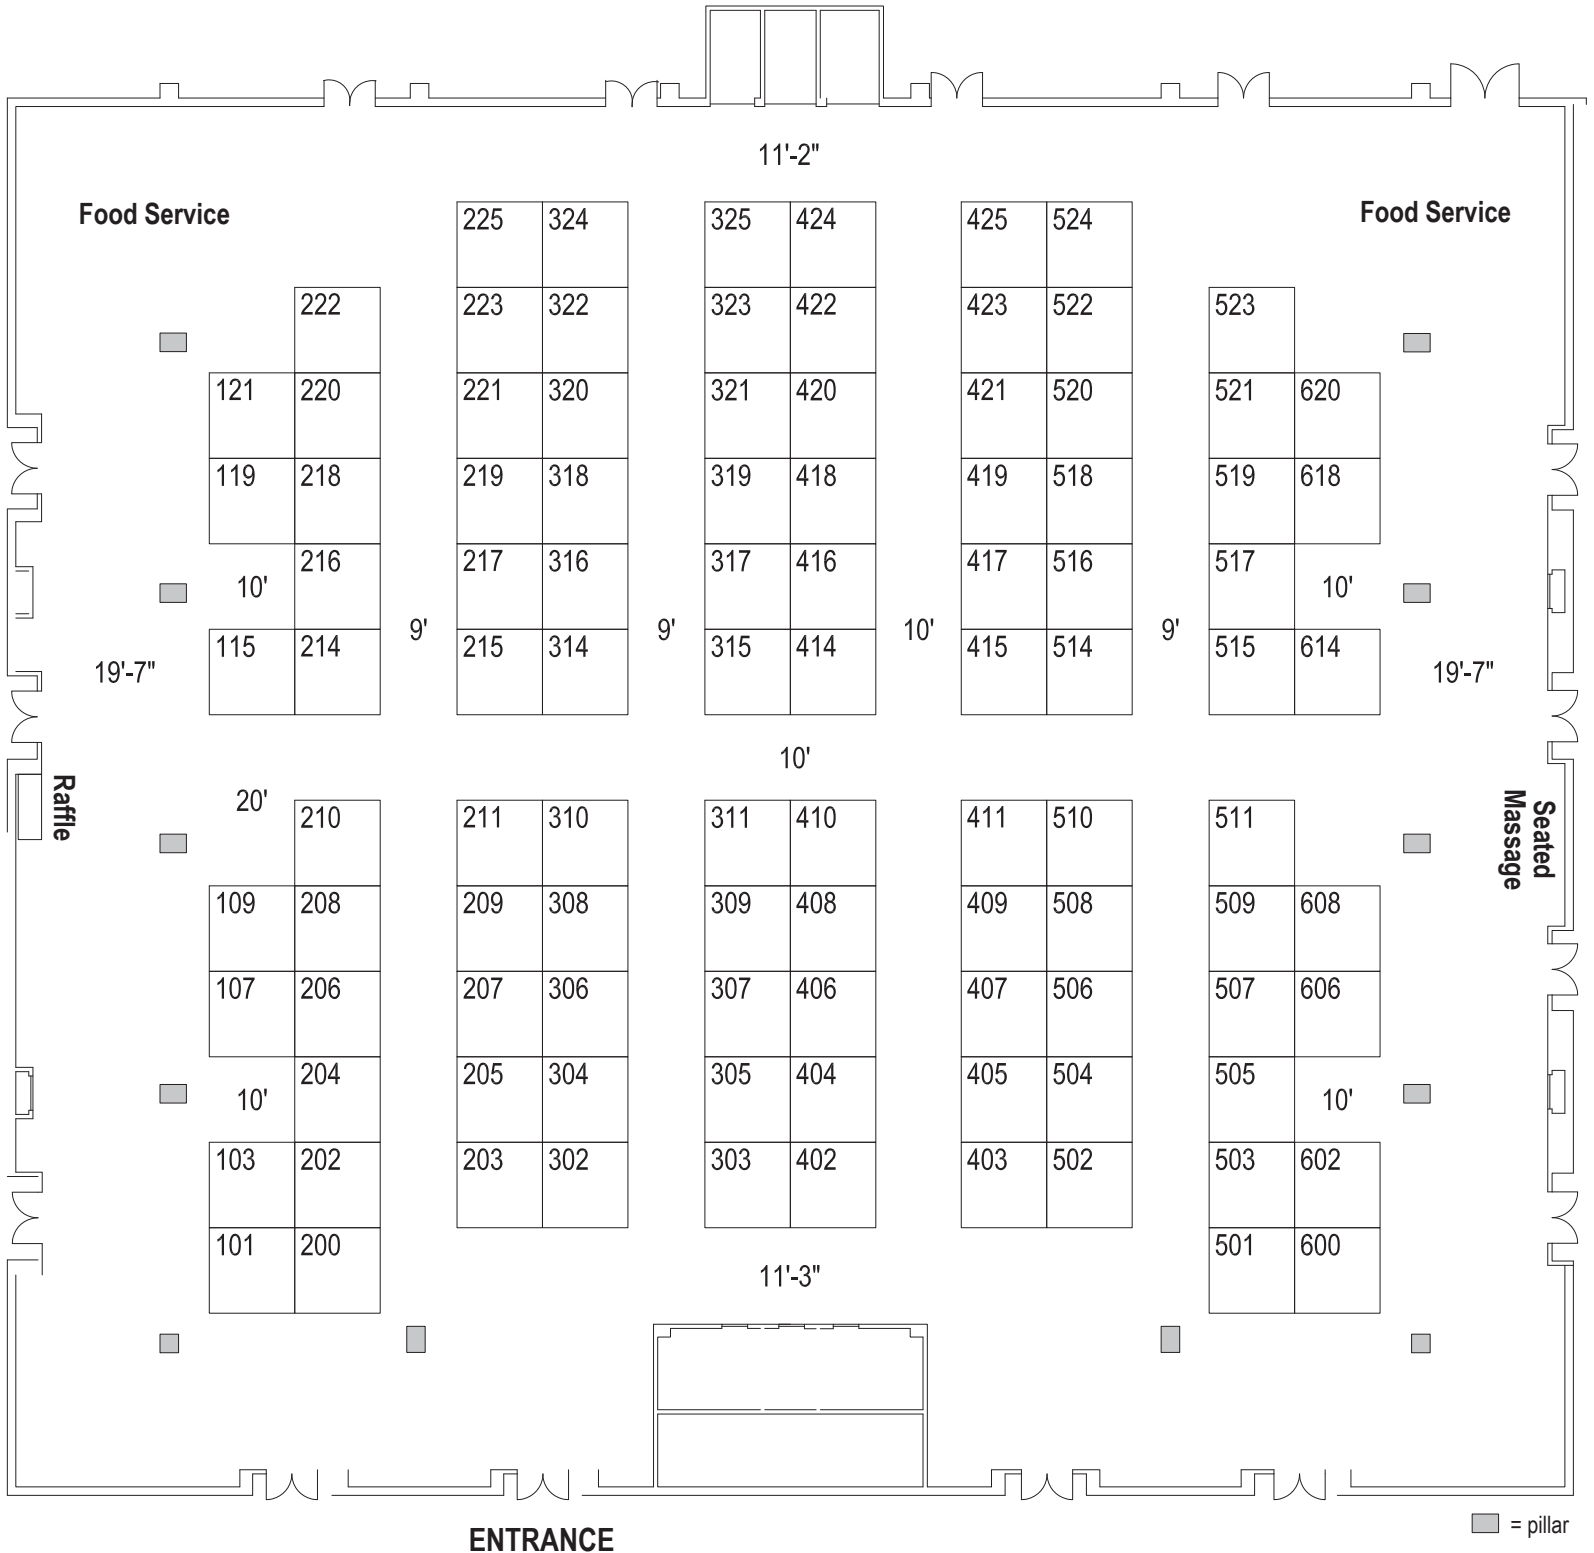 11'-2"
Food Service
Food Service
225 324 325 424 425 524
222 223 322 323 422 423 522 523
121 220 221 320 321 420 421 520 521 620
119 218 219 318 319 418 419 518 519 618
216 217 316 317 416 417 516 517
10' 10'
9' 9' 10' 9'
115 214 215 314 315 414 415 514 515 614
19'-7" 19'-7"
10'
Raffle
20'
Seated
Massage
210 211 310 311 410 411 510 511
109 208 209 308 309 408 409 508 509 608
107 206 207 306 307 406 407 506 507 606
204 205 304 305 404 405 504 505
10' 10'
103 202 203 302 303 402 403 502 503 602
101 200 501 600
11'-3"
= pillar
ENTRANCE